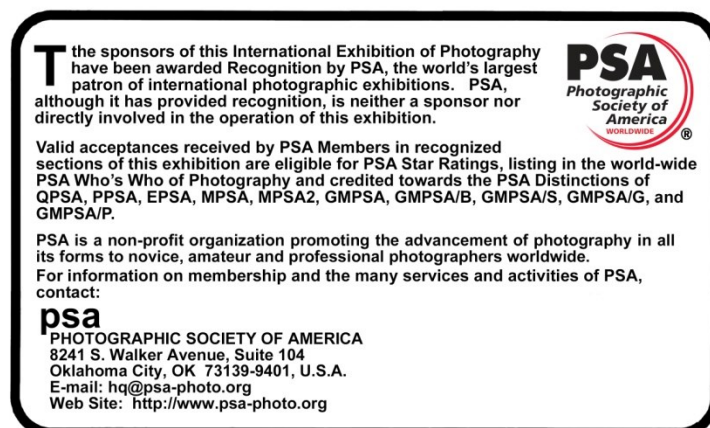 T the sponsors of this International Exhibition of Photography
have been awarded Recognition by PSA, the world's largest
patron of international photographic exhibitions. PSA,
although it has provided recognition, is neither a sponsor nor
directly involved in the operation of this exhibition.
PSA
Photographic
Society of
America
WORLDWIDE
®
Valid acceptances received by PSA Members in recognized
sections of this exhibition are eligible for PSA Star Ratings, listing in the world-wide
PSA Who's Who of Photography and credited towards the PSA Distinctions of
QPSA, PPSA, EPSA, MPSA, MPSA2, GMPSA, GMPSA/B, GMPSA/S, GMPSA/G, and
GMPSA/P.
PSA is a non-profit organization promoting the advancement of photography in all
its forms to novice, amateur and professional photographers worldwide.
For information on membership and the many services and activities of PSA,
contact:
psa
PHOTOGRAPHIC SOCIETY OF AMERICA
8241 S. Walker Avenue, Suite 104
Oklahoma City, OK 73139-9401, U.S.A.
E-mail: hq@psa-photo.org
Web Site: http://www.psa-photo.org